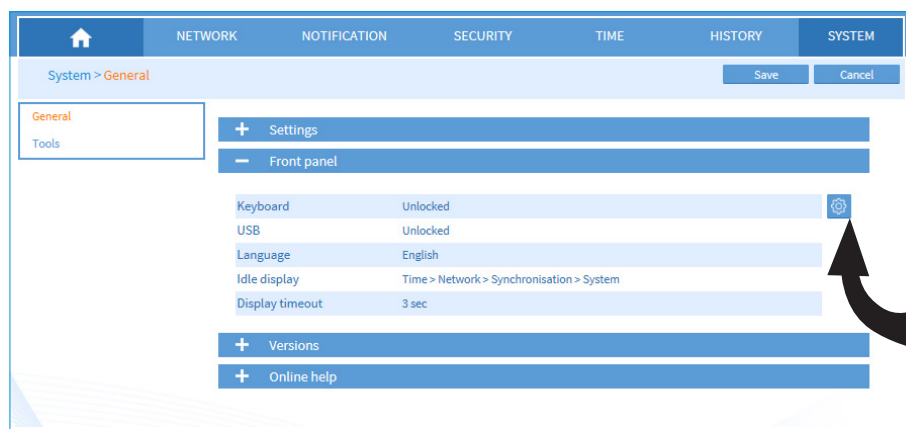 NETWORK NOTIFICATION SECURITY TIME HISTORY SYSTEM
System > General Save Cancel
General
Tools
+ Settings
− Front panel
Keyboard Unlocked
USB Unlocked
Language English
Idle display Time > Network > Synchronisation > System
Display timeout 3 sec
+ Versions
+ Online help